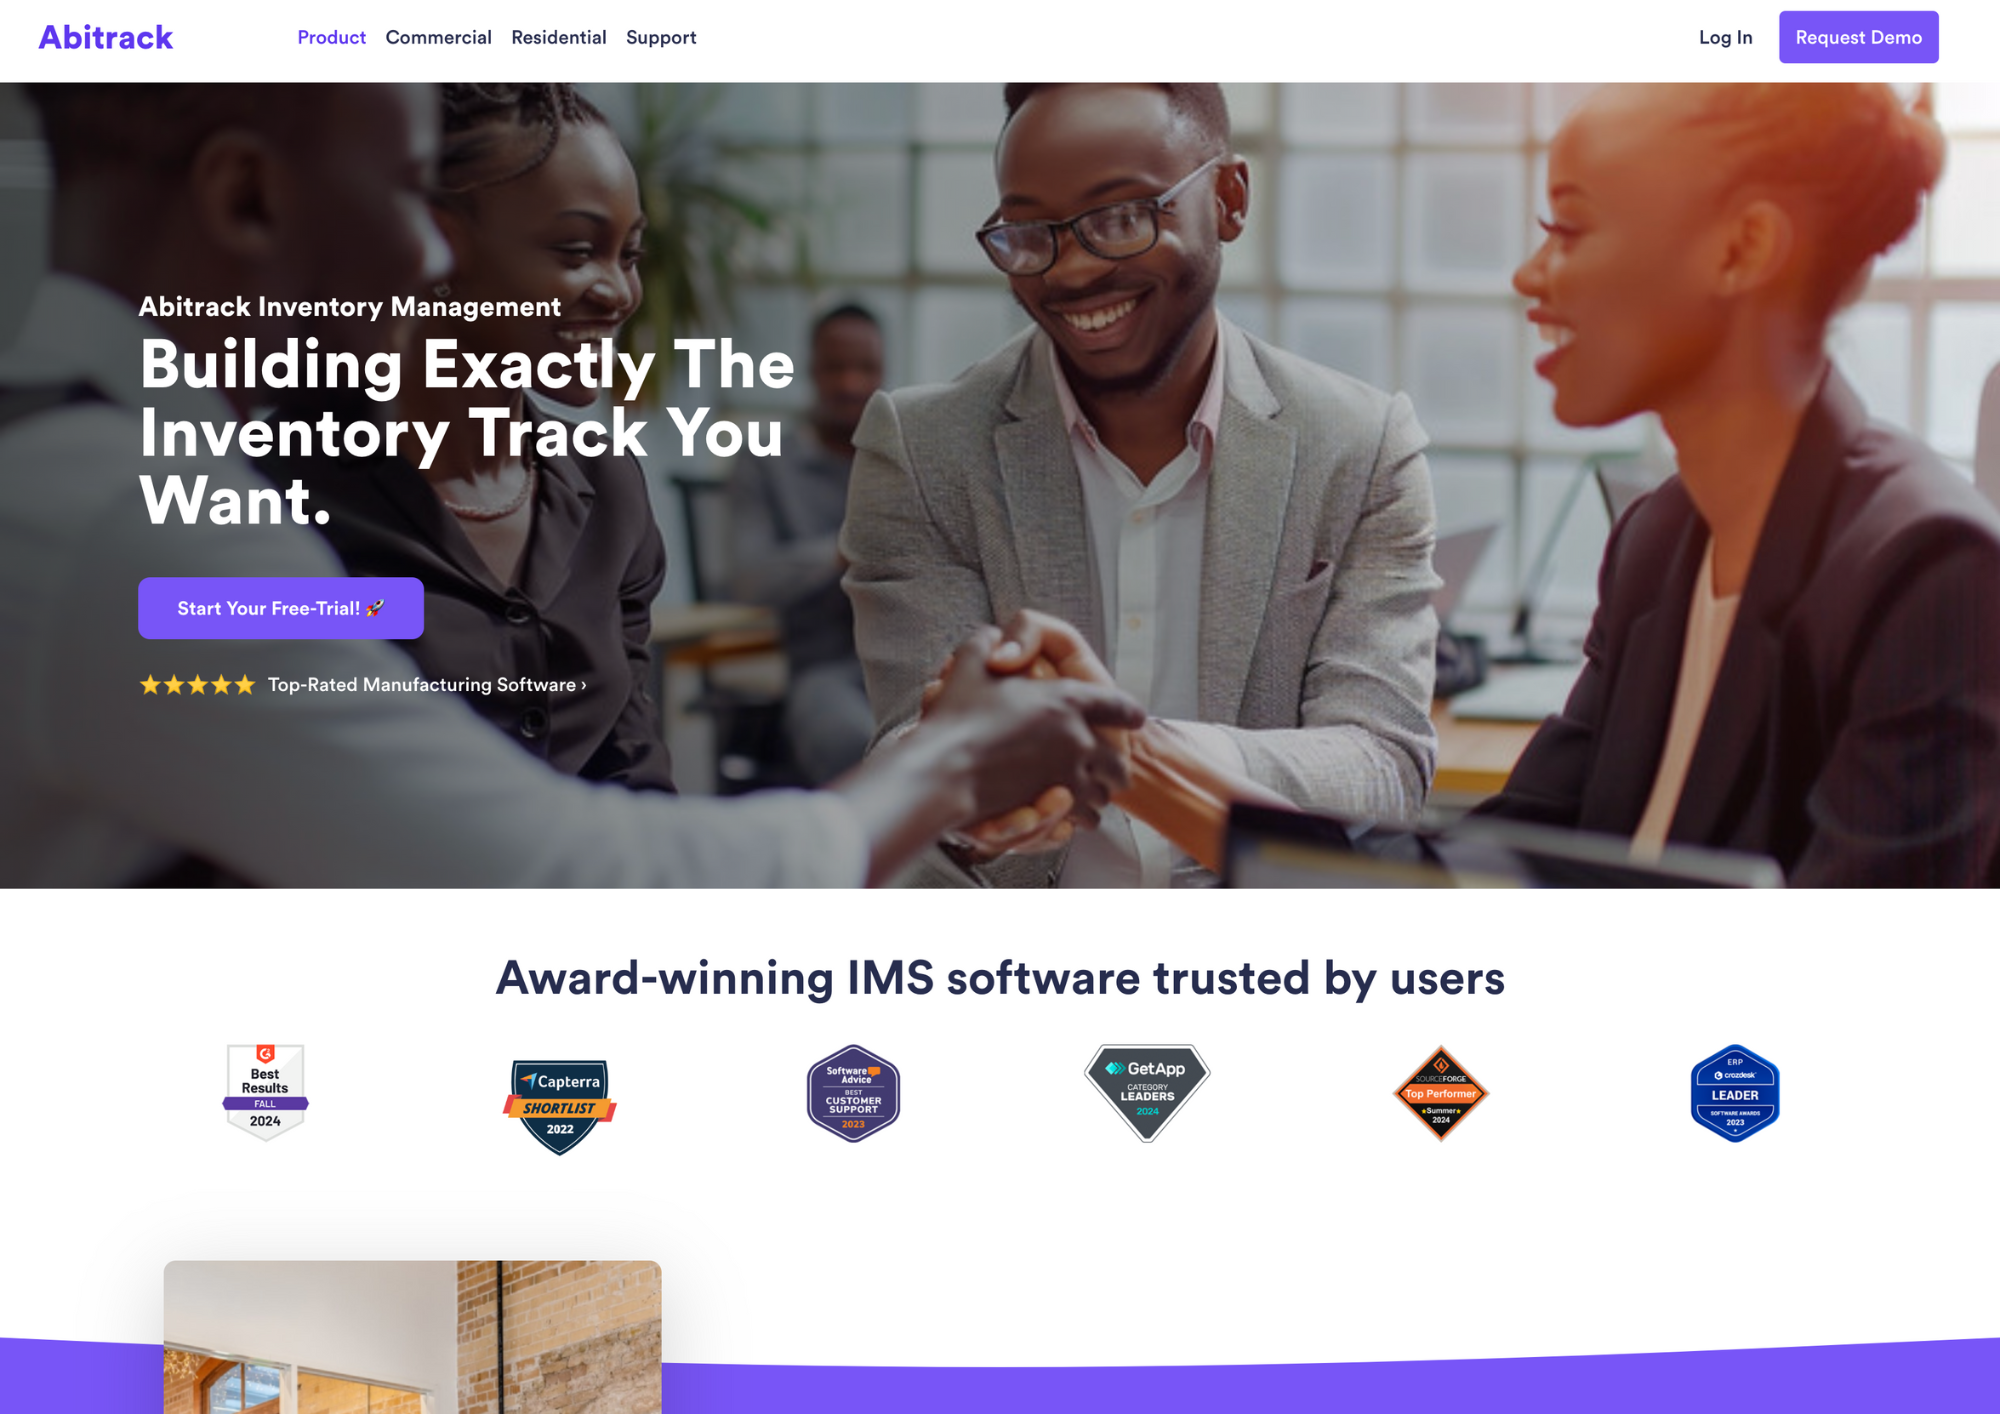 Abitrack
Product Commercial Residential Support
Log In
Request Demo
Abitrack Inventory Management
Building Exactly The
Inventory Track You
Want.
Start Your Free-Trial! 🚀
⭐⭐⭐⭐⭐ Top-Rated Manufacturing Software ›
Award-winning IMS software trusted by users
G
Best
Results
FALL
2024
Capterra
SHORTLIST
2022
Software
Advice
BEST
CUSTOMER
SUPPORT
2023
GetApp
CATEGORY
LEADERS
2024
SOURCEFORGE
Top Performer
★Summer★
2024
ERP
crozdesk
LEADER
SOFTWARE AWARDS
2023